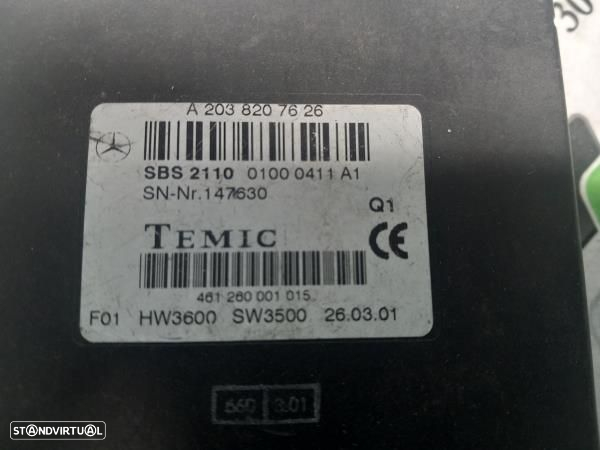 30
A 203 820 76 26
SBS 2110 0100 0411 A1
SN-Nr.147630
Q1
TEMIC
CE
461 260 001 015
F01 HW3600 SW3500 26.03.01
660 3.01
STANDVIRTUAL